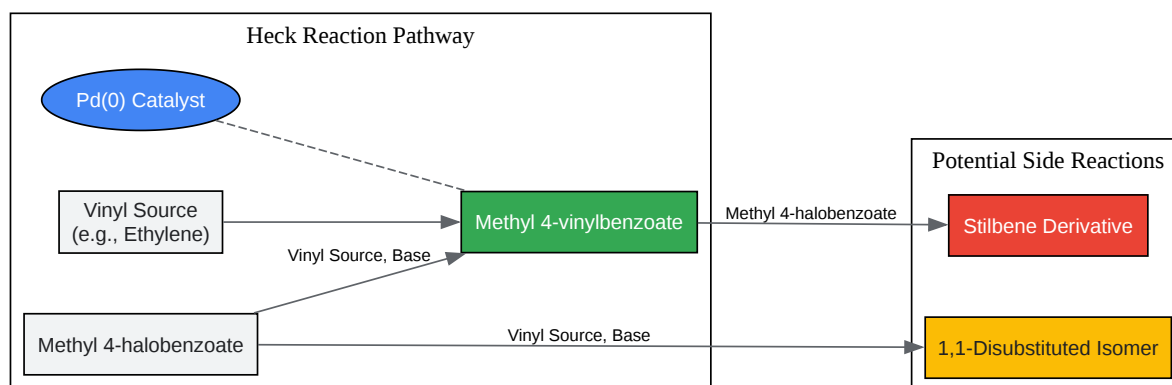 Heck Reaction Pathway
Pd(0) Catalyst
Potential Side Reactions
Vinyl Source
(e.g., Ethylene)
Methyl 4-vinylbenzoate
Methyl 4-halobenzoate
Stilbene Derivative
Vinyl Source, Base
Methyl 4-halobenzoate
Vinyl Source, Base
1,1-Disubstituted Isomer